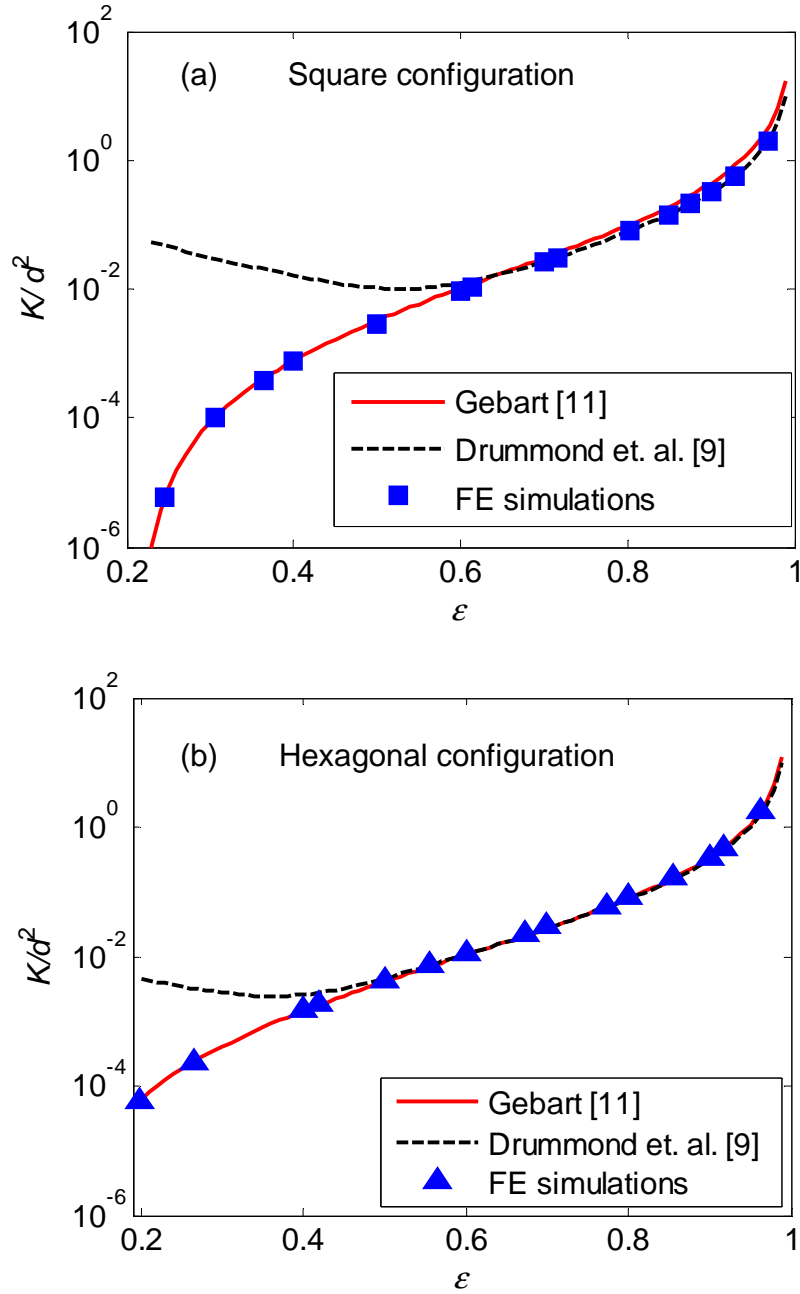 10^2
(a) Square configuration
10^0
K/d^2
10^-2
10^-4
10^-6
Gebart [11]
Drummond et. al. [9]
FE simulations
0.2 0.4 0.6 0.8 1
ε
10^2
(b) Hexagonal configuration
10^0
K/d^2
10^-2
10^-4
10^-6
Gebart [11]
Drummond et. al. [9]
FE simulations
0.2 0.4 0.6 0.8 1
ε